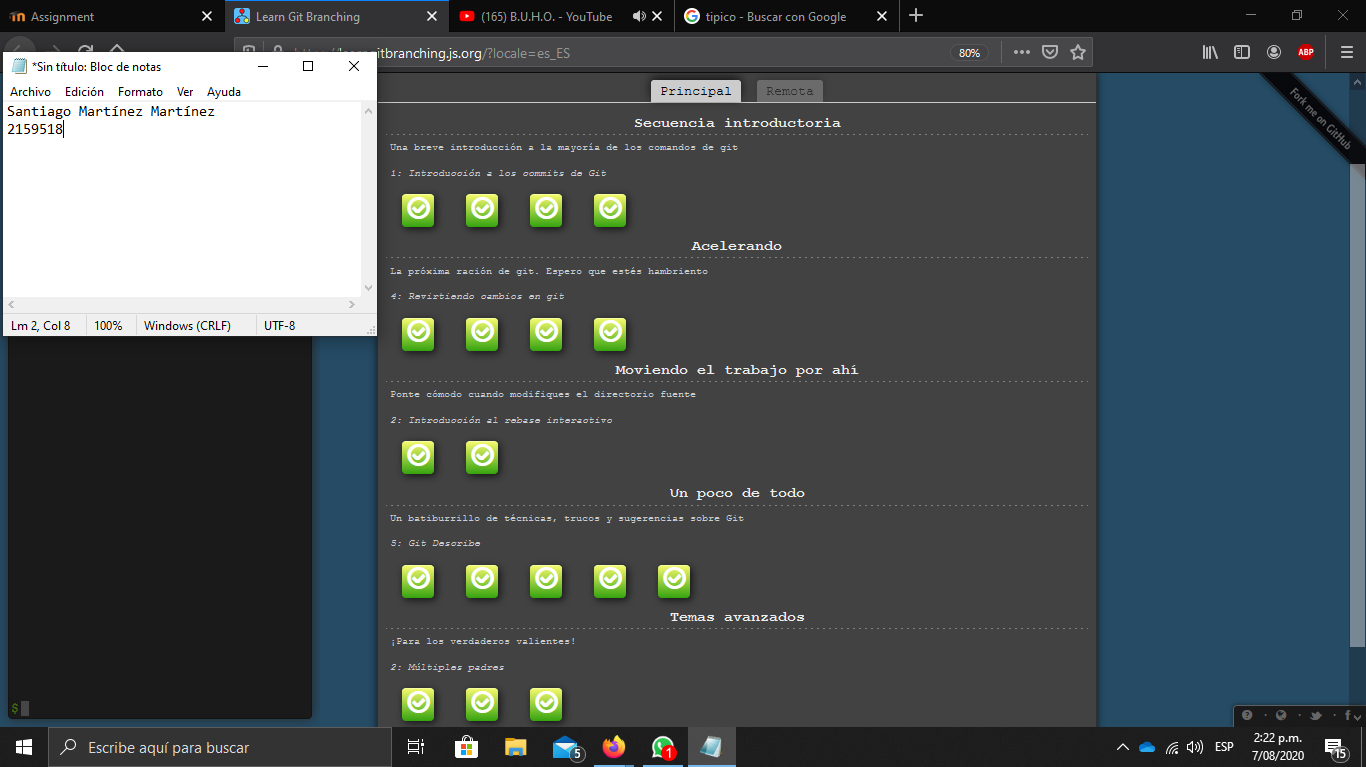 Assignment
Learn Git Branching
(165) B.U.H.O. - YouTube
tipico - Buscar con Google
gitbranching.js.org/?locale=es_ES
80%
ABP
*Sin título: Bloc de notas
Archivo Edición Formato Ver Ayuda
Santiago Martínez Martínez
2159518
Lm 2, Col 8 100% Windows (CRLF) UTF-8
Principal Remota
Fork me on GitHub
Secuencia introductoria
Una breve introducción a la mayoría de los comandos de git
1: Introducción a los commits de Git
Acelerando
La próxima ración de git. Espero que estés hambriento
4: Revirtiendo cambios en git
Moviendo el trabajo por ahí
Ponte cómodo cuando modifiques el directorio fuente
2: Introducción al rebase interactivo
Un poco de todo
Un batiburrillo de técnicas, trucos y sugerencias sobre Git
5: Git Describe
Temas avanzados
¡Para los verdaderos valientes!
2: Múltiples padres
$
Escribe aquí para buscar
5
1
ESP
2:22 p.m.
7/08/2020
15